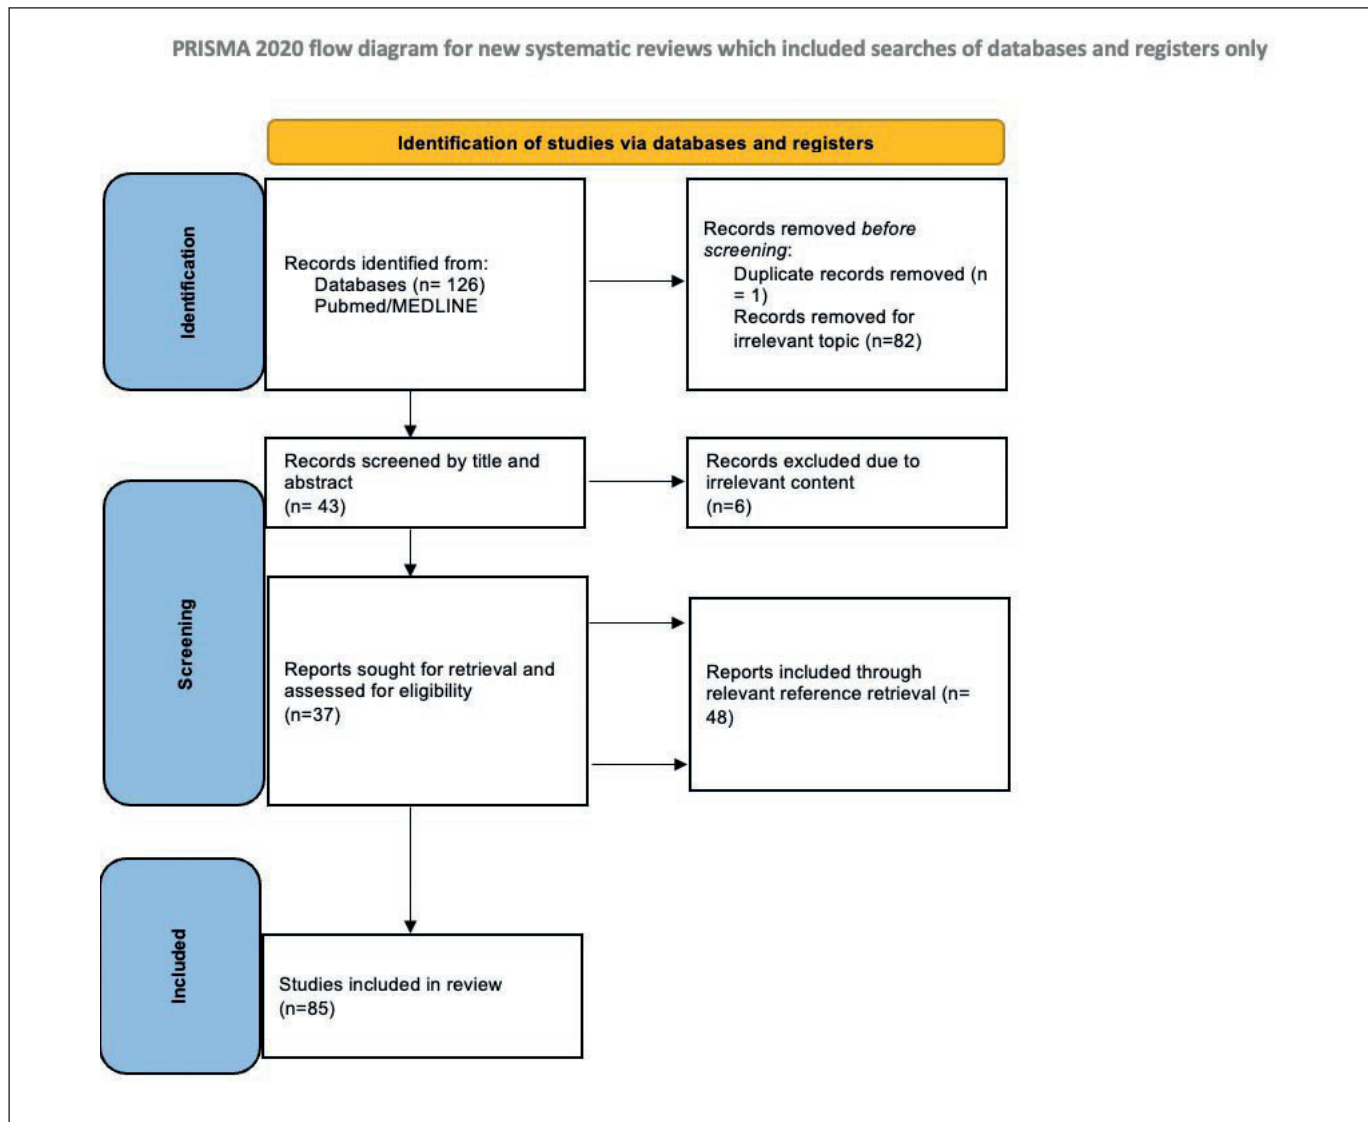 PRISMA 2020 flow diagram for new systematic reviews which included searches of databases and registers only
Identification of studies via databases and registers
Identification
Records identified from:
Databases (n= 126)
Pubmed/MEDLINE
Records removed before
screening:
Duplicate records removed (n
= 1)
Records removed for
irrelevant topic (n=82)
Screening
Records screened by title and
abstract
(n= 43)
Records excluded due to
irrelevant content
(n=6)
Reports sought for retrieval and
assessed for eligibility
(n=37)
Reports included through
relevant reference retrieval (n=
48)
Included
Studies included in review
(n=85)